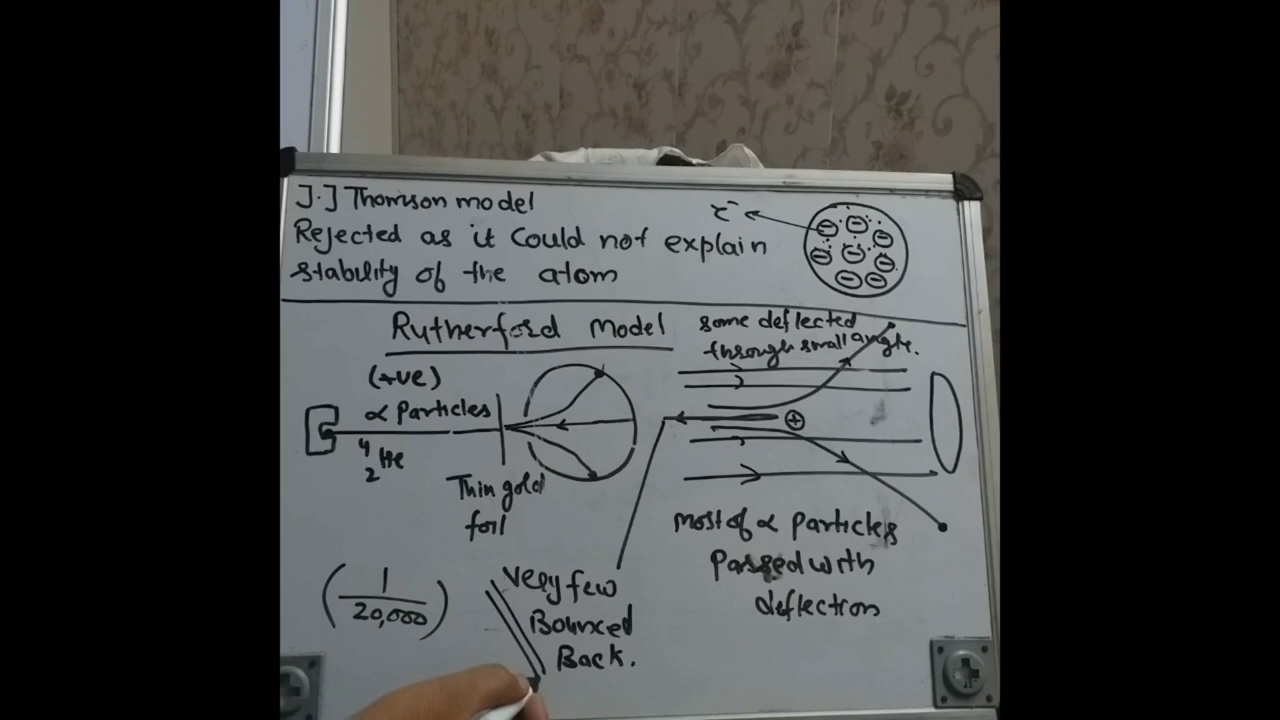 J.J Thomson model
Rejected as it could not explain
stability of the atom
e-
Rutherford Model
(+ve)
α Particles
4
2 He
Thin gold
foil
some deflected
through small angle.
+
Most of α Particles
Passed with
deflection
(1/20,000)
Very few
Bounced
Back.